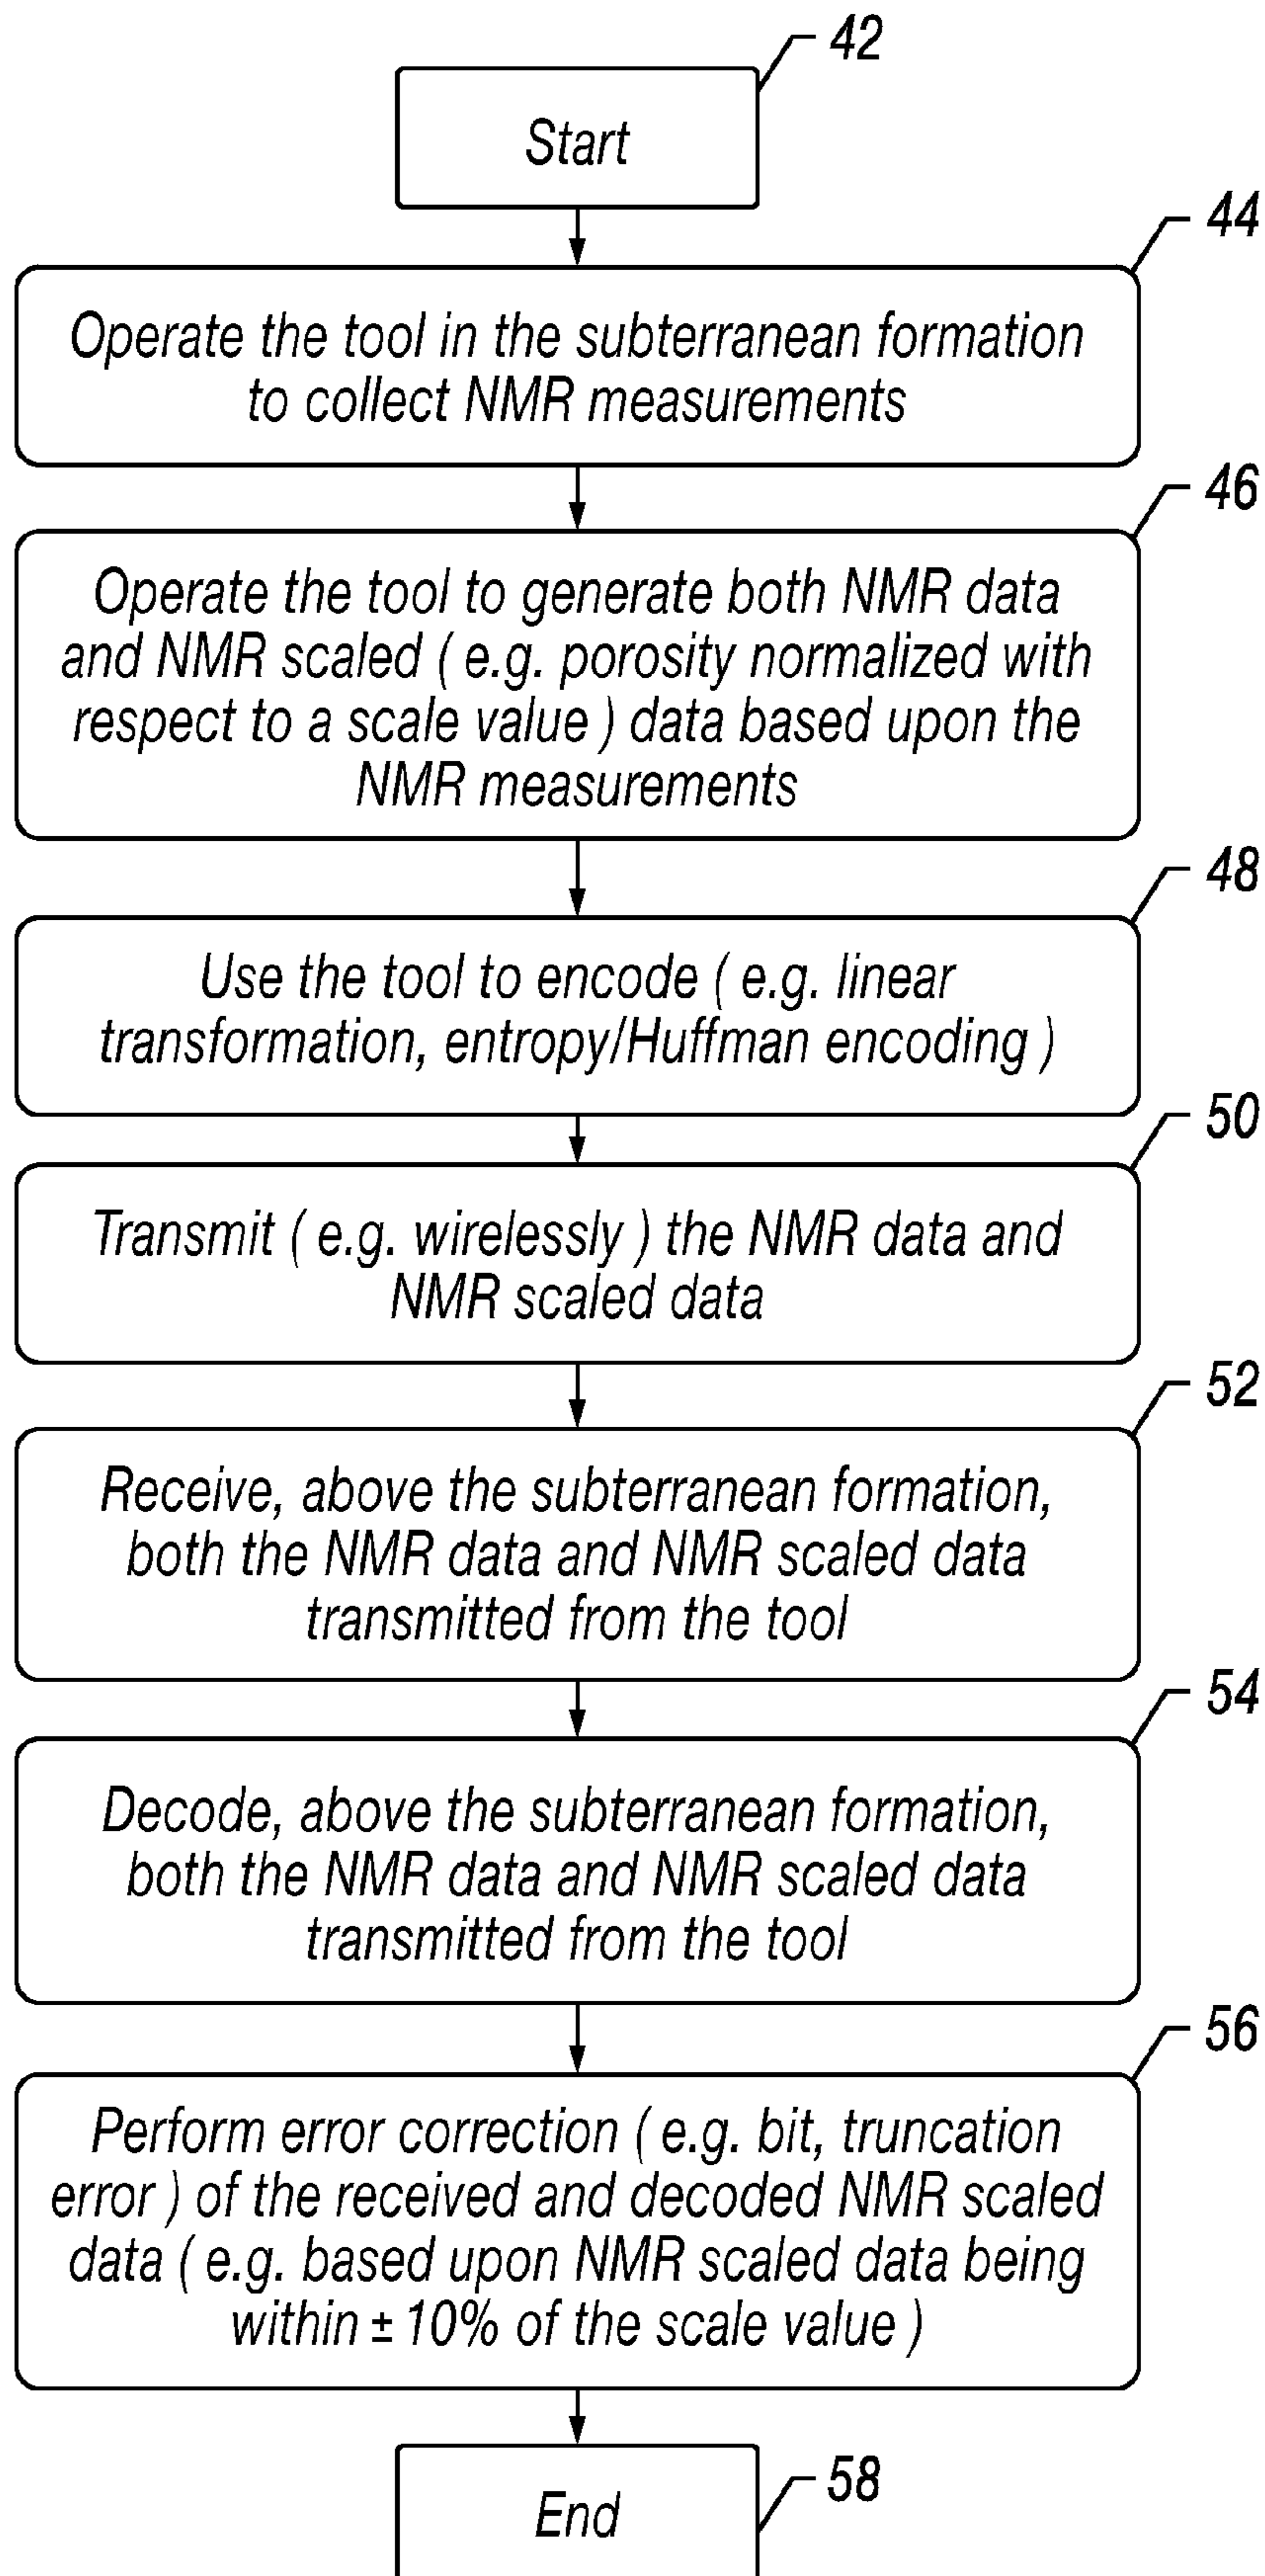 42
Start
44
Operate the tool in the subterranean formation
to collect NMR measurements
46
Operate the tool to generate both NMR data
and NMR scaled ( e.g. porosity normalized with
respect to a scale value ) data based upon the
NMR measurements
48
Use the tool to encode ( e.g. linear
transformation, entropy/Huffman encoding )
50
Transmit ( e.g. wirelessly ) the NMR data and
NMR scaled data
52
Receive, above the subterranean formation,
both the NMR data and NMR scaled data
transmitted from the tool
54
Decode, above the subterranean formation,
both the NMR data and NMR scaled data
transmitted from the tool
56
Perform error correction ( e.g. bit, truncation
error ) of the received and decoded NMR scaled
data ( e.g. based upon NMR scaled data being
within ± 10% of the scale value )
58
End